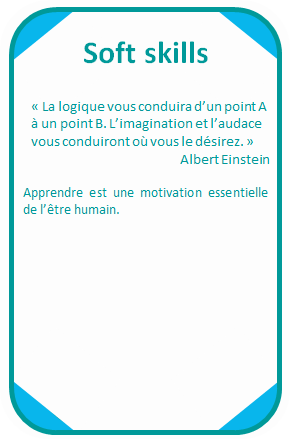 Soft skills
« La logique vous conduira d’un point A
à un point B. L’imagination et l’audace
vous conduiront où vous le désirez. »
Albert Einstein
Apprendre est une motivation essentielle
de l’être humain.